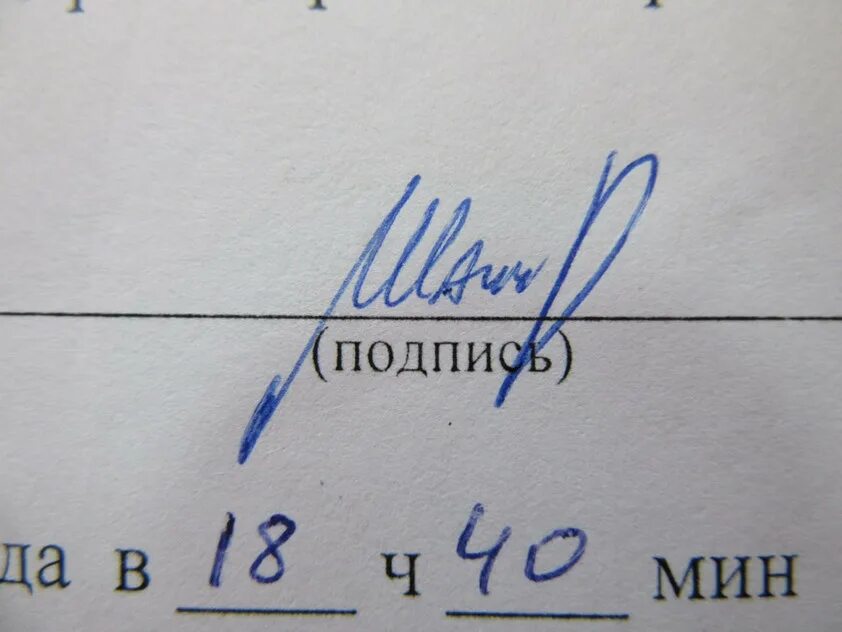 (подпись)
да в 18 ч 40 мин